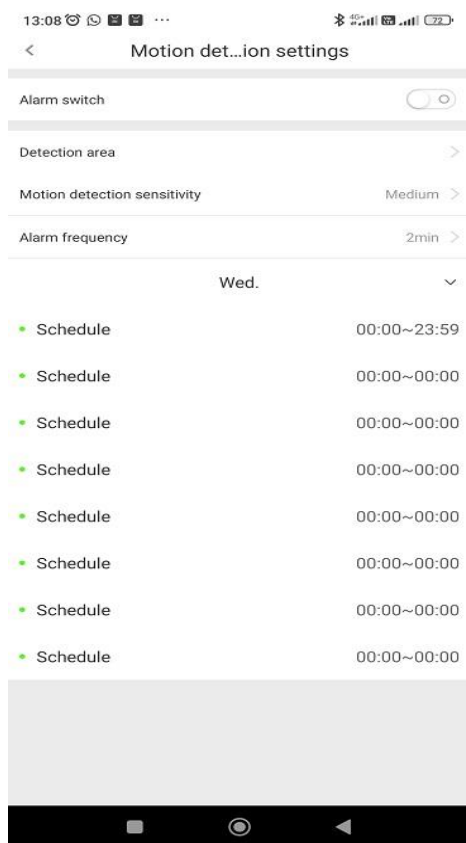 13:08 ... 4G+ 72
Motion det...ion settings
Alarm switch
Detection area
Motion detection sensitivity Medium
Alarm frequency 2min
Wed.
Schedule 00:00~23:59
Schedule 00:00~00:00
Schedule 00:00~00:00
Schedule 00:00~00:00
Schedule 00:00~00:00
Schedule 00:00~00:00
Schedule 00:00~00:00
Schedule 00:00~00:00